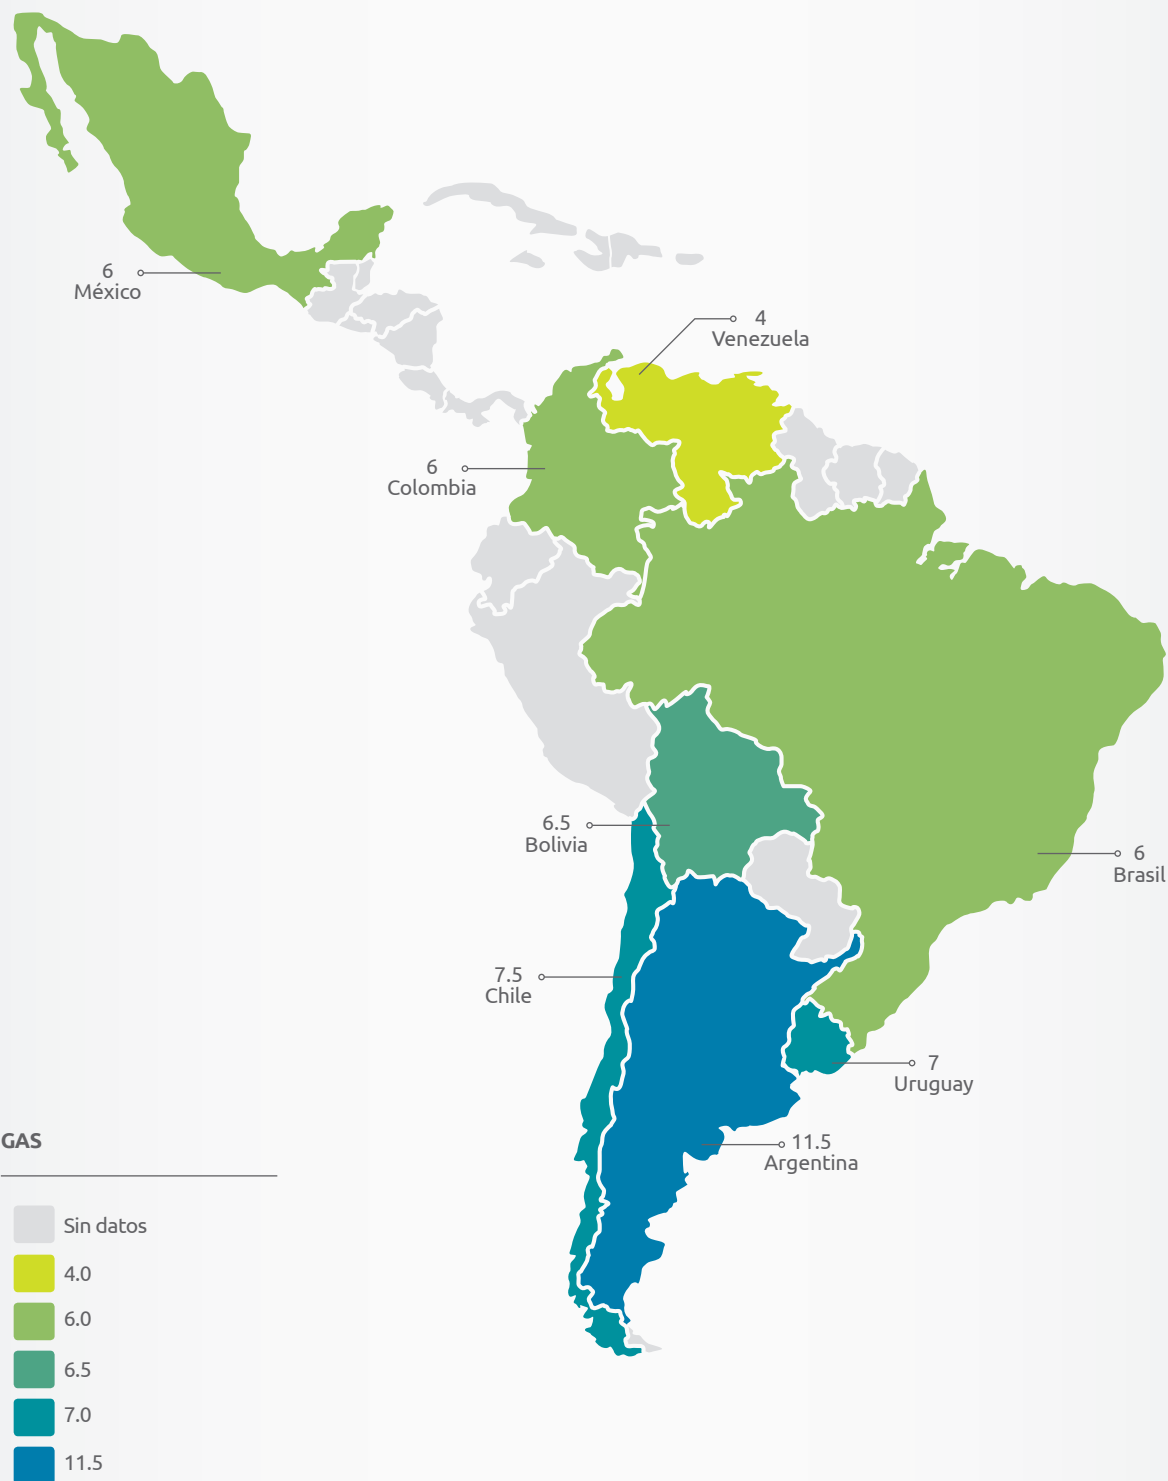 6
México
4
Venezuela
6
Colombia
6.5
Bolivia
6
Brasil
7.5
Chile
7
Uruguay
11.5
Argentina
GAS
Sin datos
4.0
6.0
6.5
7.0
11.5